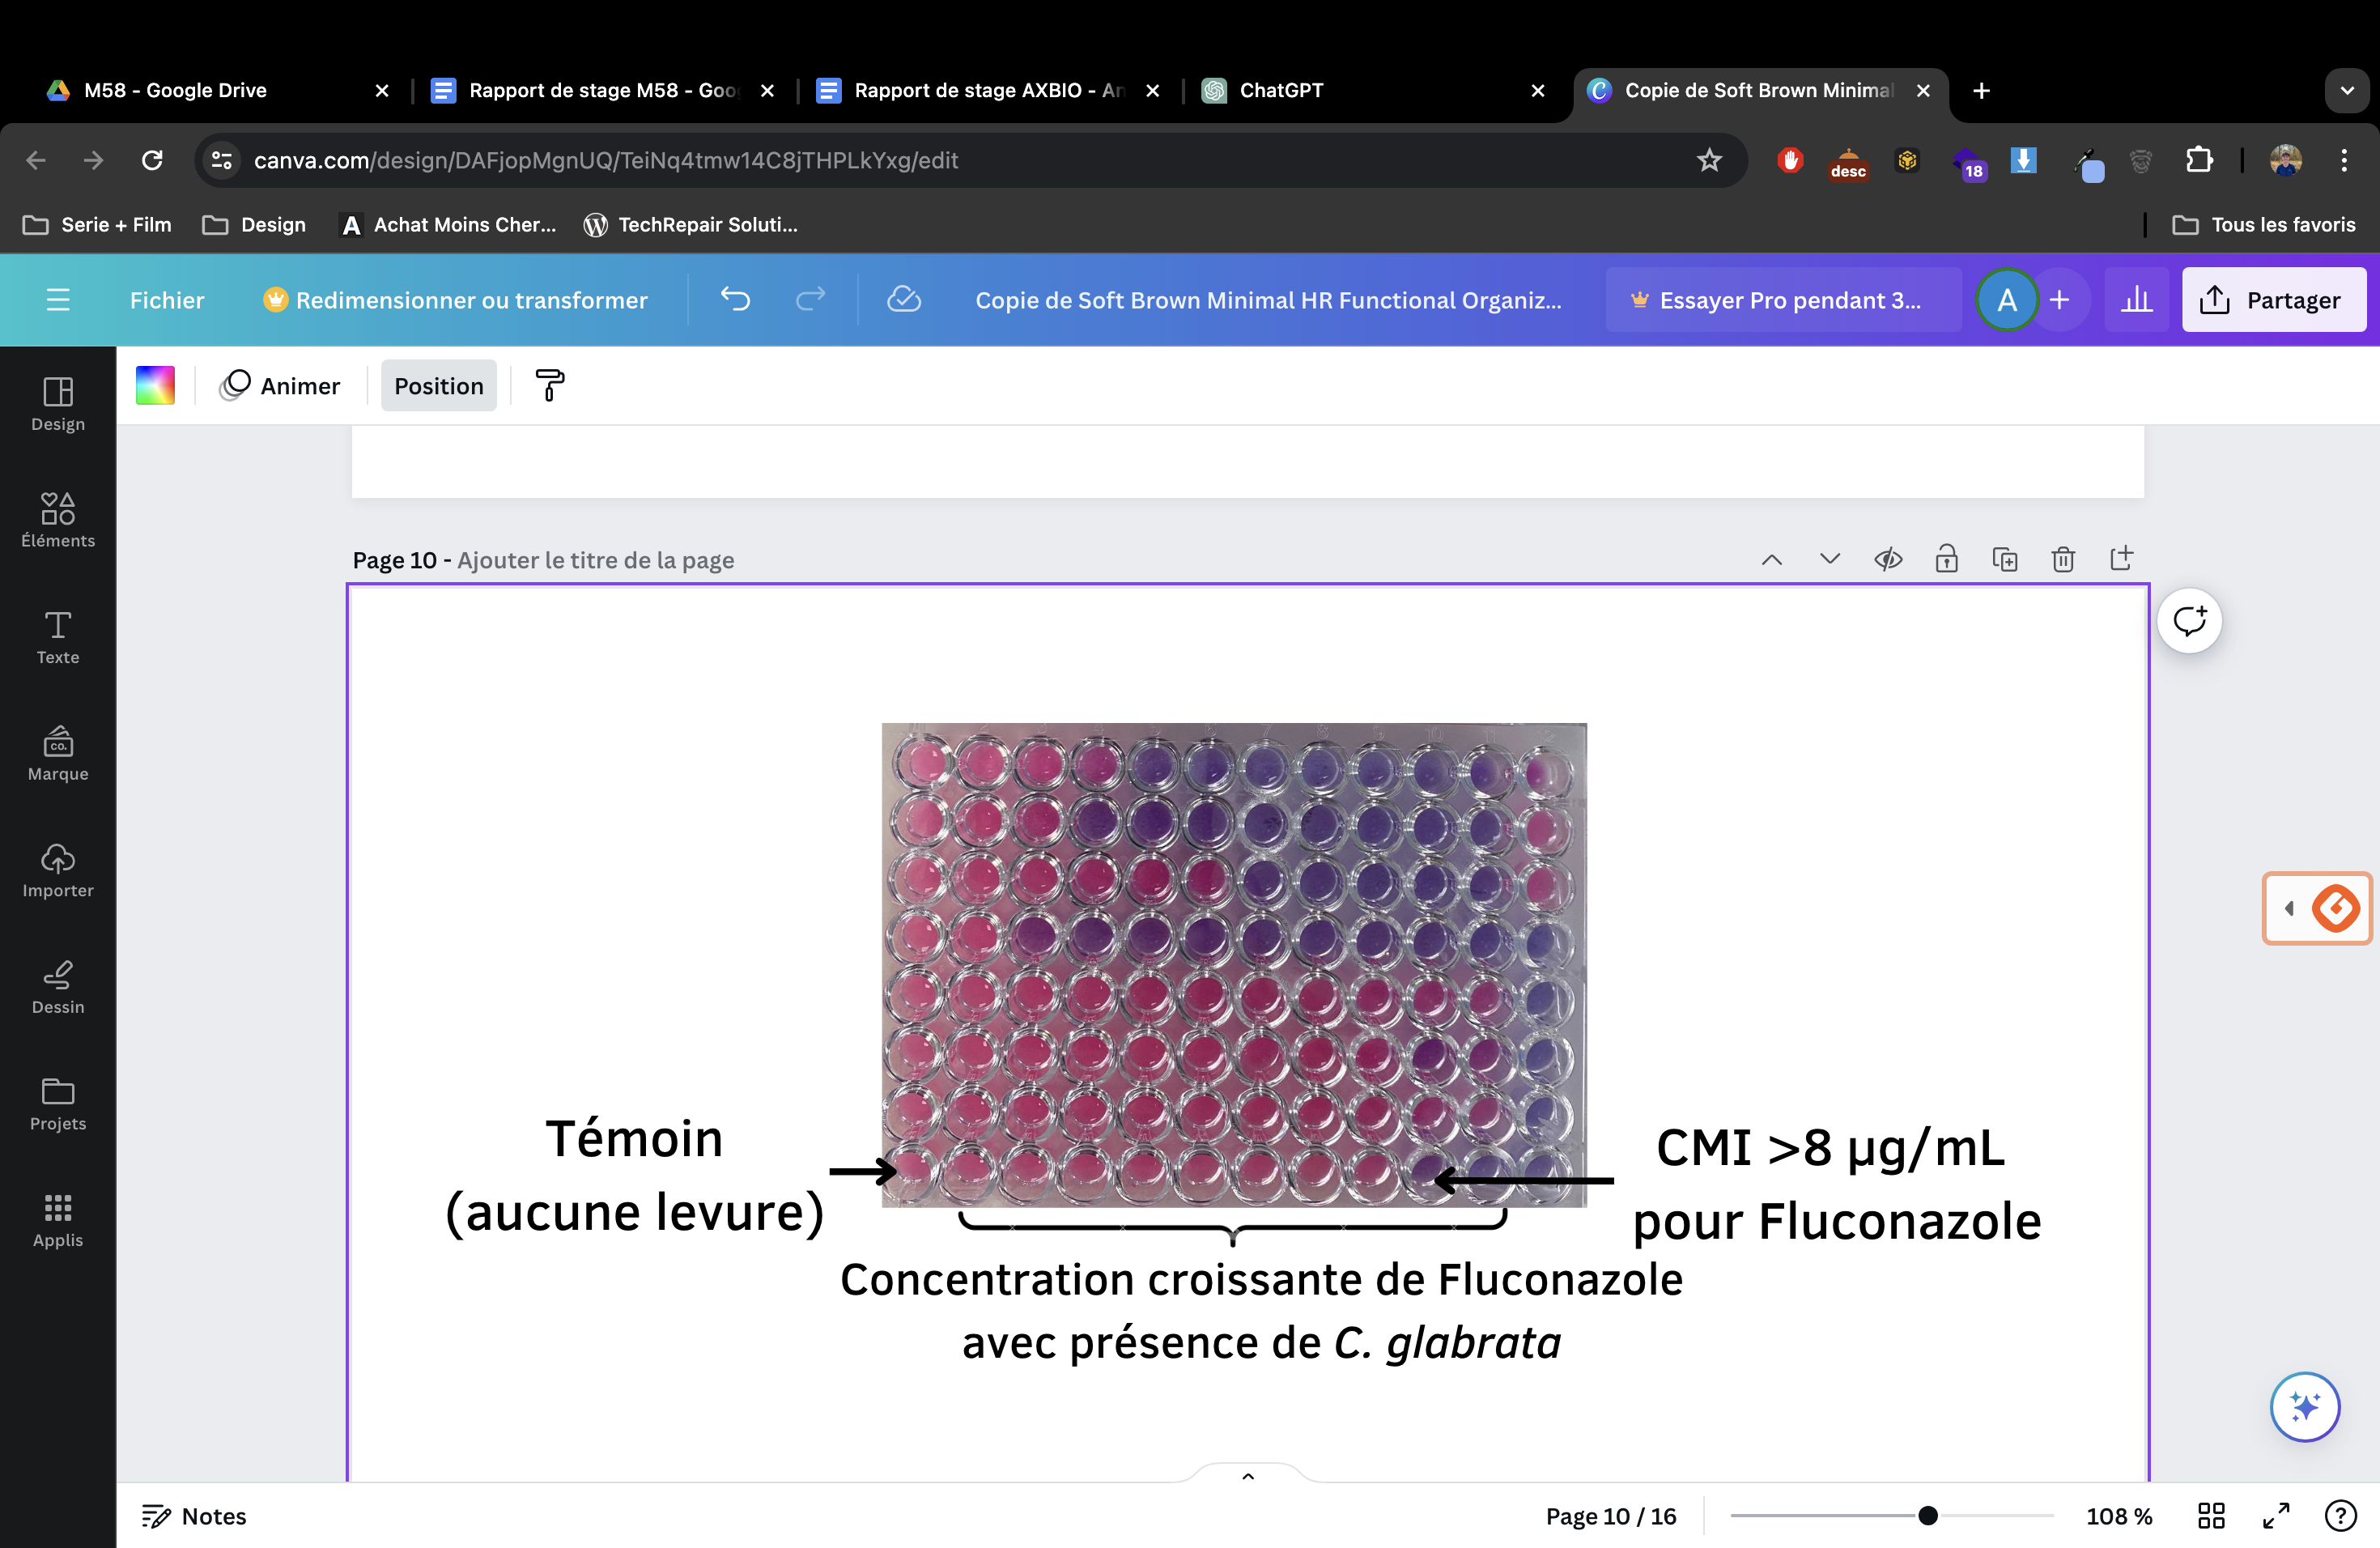 M58 - Google Drive
Rapport de stage M58 - Goo
Rapport de stage AXBIO - An
ChatGPT
Copie de Soft Brown Minimal
canva.com/design/DAFjopMgnUQ/TeiNq4tmw14C8jTHPLkYxg/edit
desc
18
Serie + Film
Design
Achat Moins Cher...
TechRepair Soluti...
Tous les favoris
Fichier
Redimensionner ou transformer
Copie de Soft Brown Minimal HR Functional Organiz...
Essayer Pro pendant 3...
A
Partager
Animer
Position
Design
Éléments
Texte
CO.
Marque
Importer
Dessin
Projets
Applis
Page 10 - Ajouter le titre de la page
Témoin
(aucune levure)
CMI >8 µg/mL
pour Fluconazole
Concentration croissante de Fluconazole
avec présence de C. glabrata
Notes
Page 10 / 16
108 %